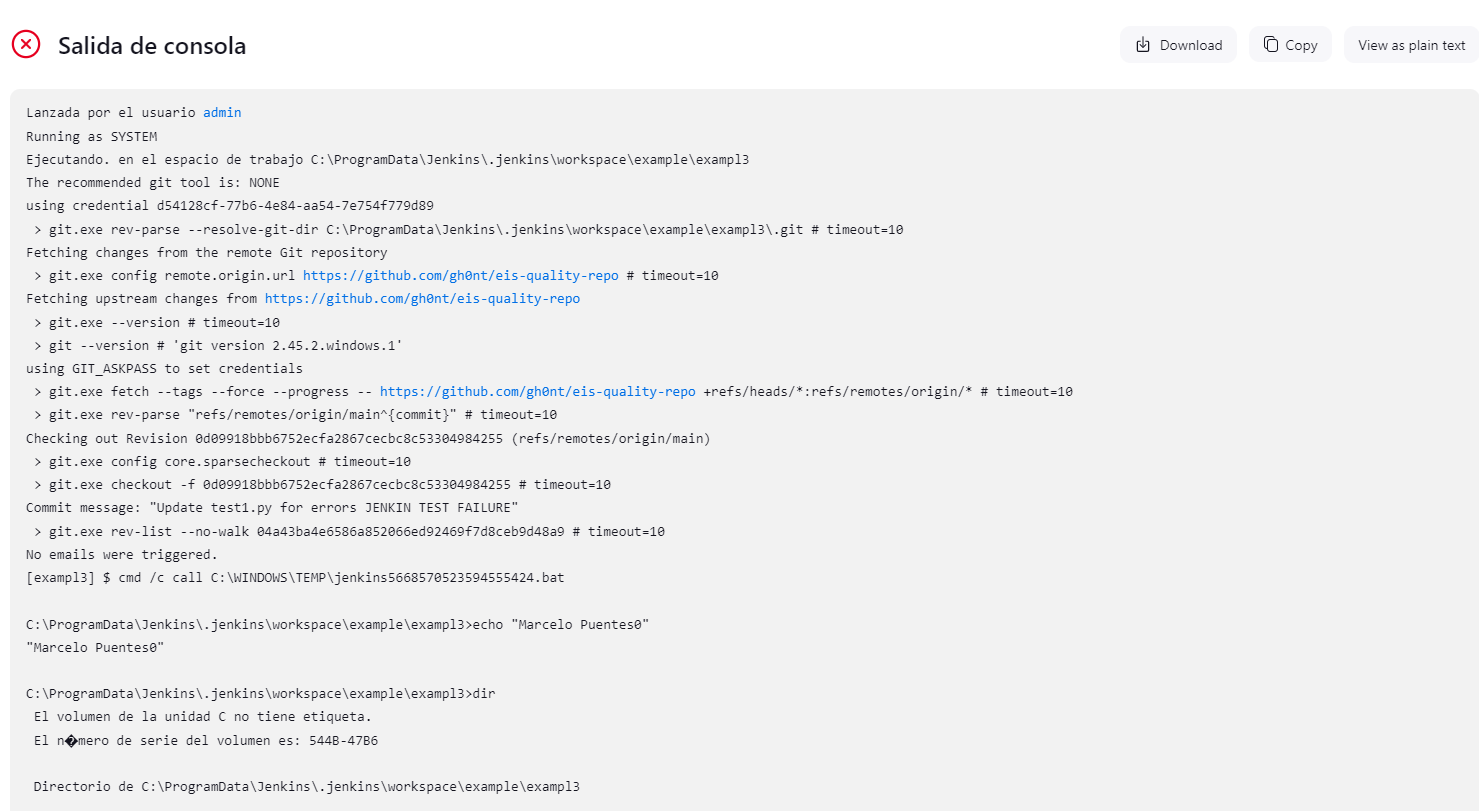 Salida de consola
Download
Copy
View as plain text
Lanzada por el usuario admin
Running as SYSTEM
Ejecutando. en el espacio de trabajo C:\ProgramData\Jenkins\.jenkins\workspace\example\exampl3
The recommended git tool is: NONE
using credential d54128cf-77b6-4e84-aa54-7e754f779d89
 > git.exe rev-parse --resolve-git-dir C:\ProgramData\Jenkins\.jenkins\workspace\example\exampl3\.git # timeout=10
Fetching changes from the remote Git repository
 > git.exe config remote.origin.url https://github.com/gh0nt/eis-quality-repo # timeout=10
Fetching upstream changes from https://github.com/gh0nt/eis-quality-repo
 > git.exe --version # timeout=10
 > git --version # 'git version 2.45.2.windows.1'
using GIT_ASKPASS to set credentials
 > git.exe fetch --tags --force --progress -- https://github.com/gh0nt/eis-quality-repo +refs/heads/*:refs/remotes/origin/* # timeout=10
 > git.exe rev-parse "refs/remotes/origin/main^{commit}" # timeout=10
Checking out Revision 0d09918bbb6752ecfa2867cecbc8c53304984255 (refs/remotes/origin/main)
 > git.exe config core.sparsecheckout # timeout=10
 > git.exe checkout -f 0d09918bbb6752ecfa2867cecbc8c53304984255 # timeout=10
Commit message: "Update test1.py for errors JENKIN TEST FAILURE"
 > git.exe rev-list --no-walk 04a43ba4e6586a852066ed92469f7d8ceb9d48a9 # timeout=10
No emails were triggered.
[exampl3] $ cmd /c call C:\WINDOWS\TEMP\jenkins5668570523594555424.bat
C:\ProgramData\Jenkins\.jenkins\workspace\example\exampl3>echo "Marcelo Puentes0"
"Marcelo Puentes0"
C:\ProgramData\Jenkins\.jenkins\workspace\example\exampl3>dir
 El volumen de la unidad C no tiene etiqueta.
 El n�mero de serie del volumen es: 544B-47B6
 Directorio de C:\ProgramData\Jenkins\.jenkins\workspace\example\exampl3